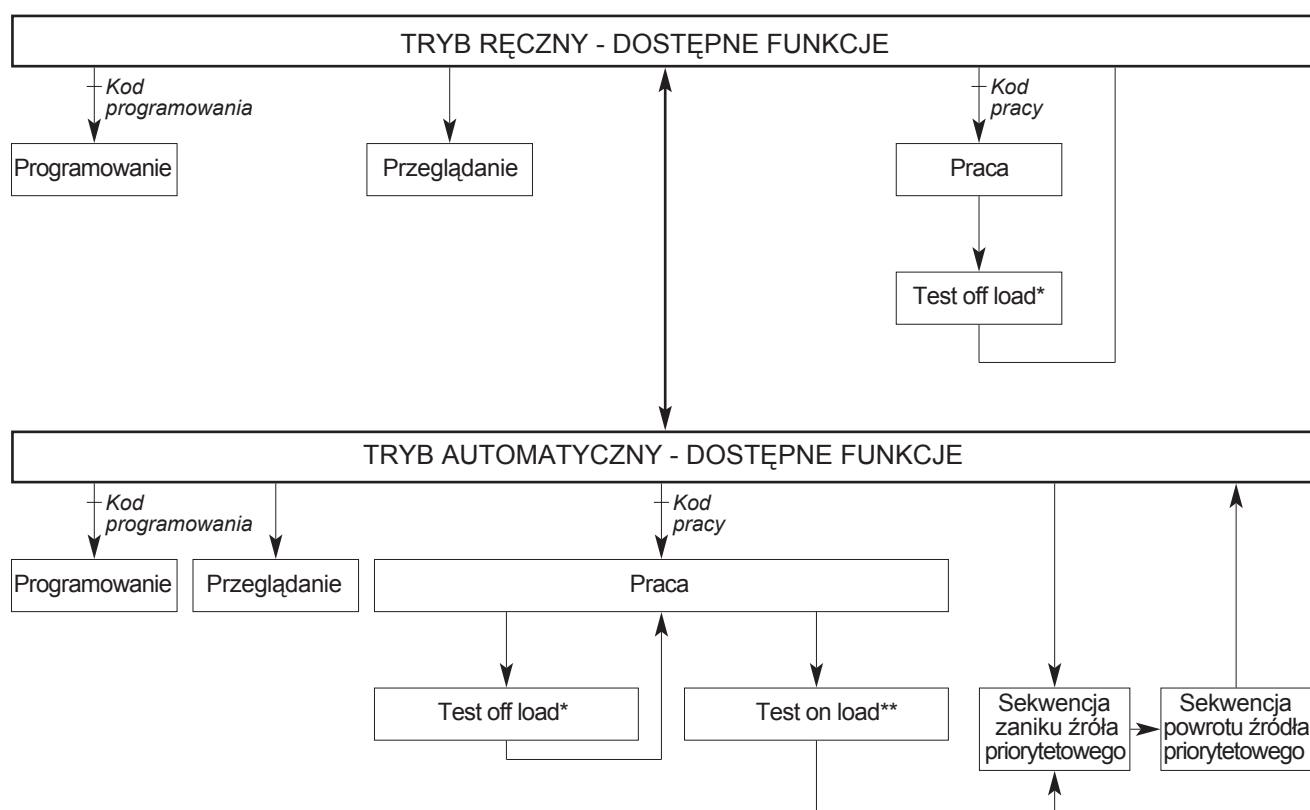 TRYB RĘCZNY - DOSTĘPNE FUNKCJE
Kod
programowania
Kod
pracy
Programowanie
Przeglądanie
Praca
Test off load*
TRYB AUTOMATYCZNY - DOSTĘPNE FUNKCJE
Kod
programowania
Kod
pracy
Programowanie
Przeglądanie
Praca
Test off load*
Test on load**
Sekwencja
zaniku źróła
priorytetowego
Sekwencja
powrotu źródła
priorytetowego